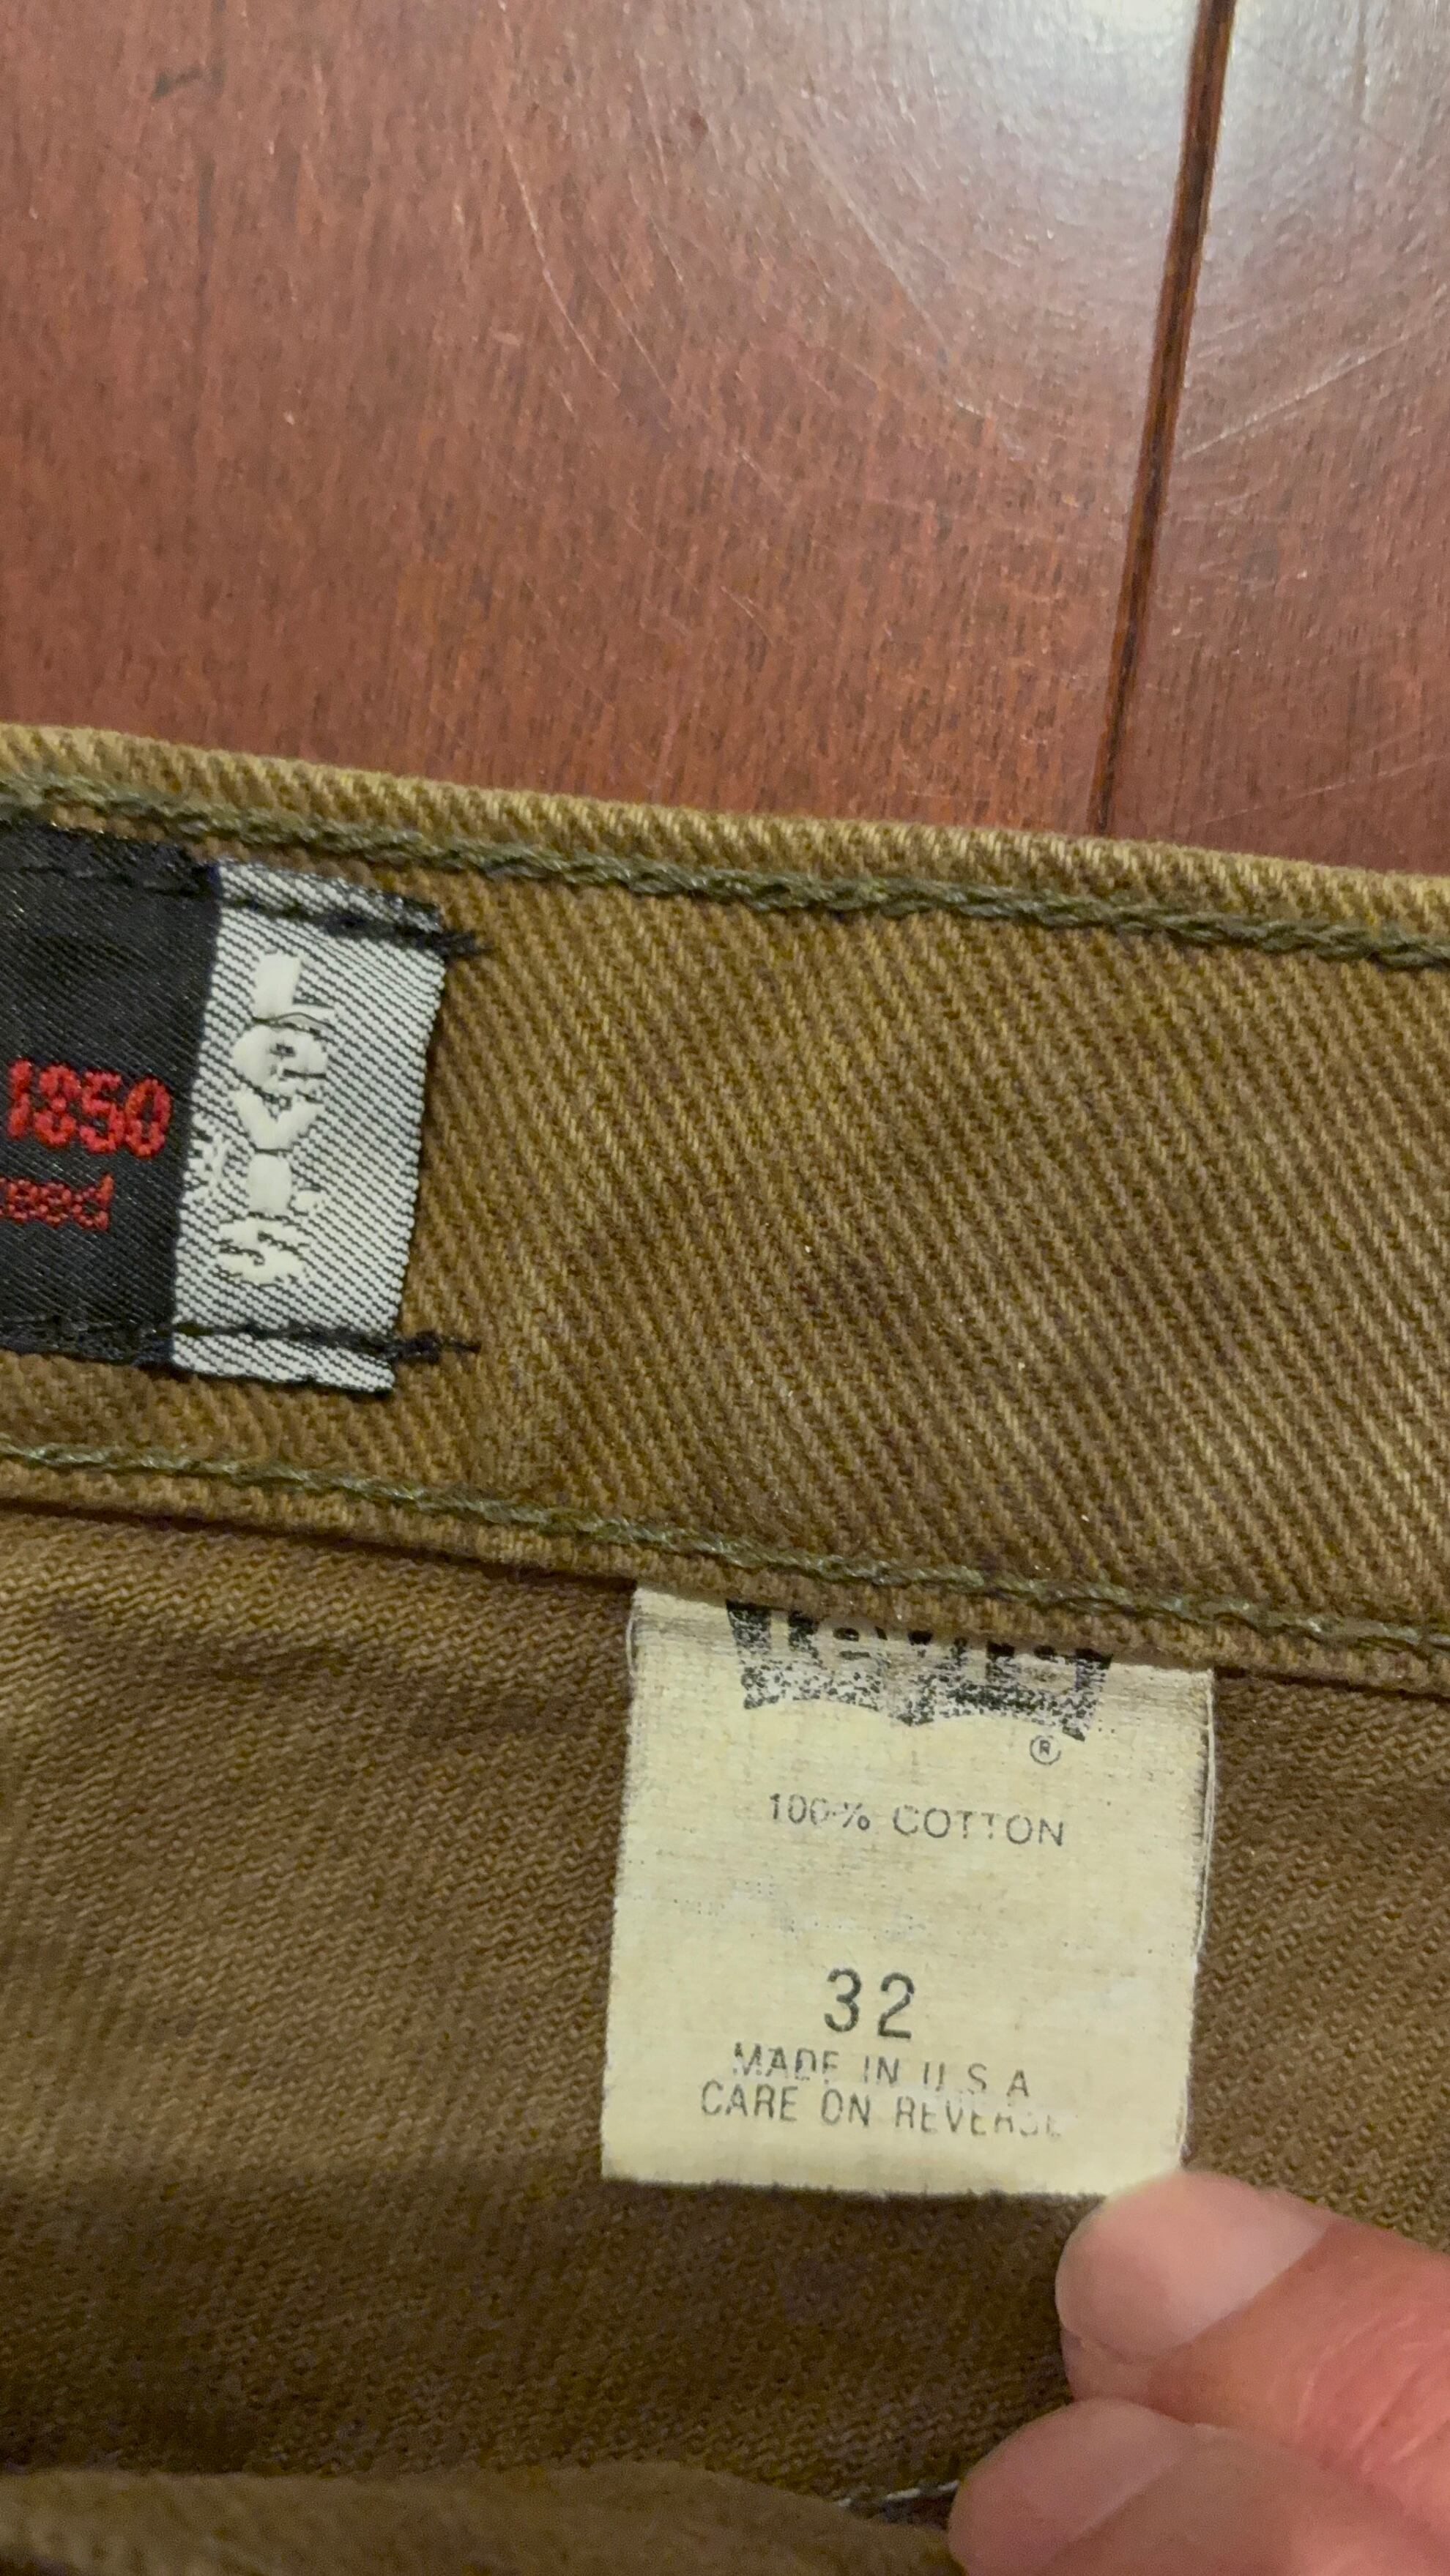 1850
Levi's
Levi's
®
100% COTTON
32
MADE IN U S A
CARE ON REVERSE